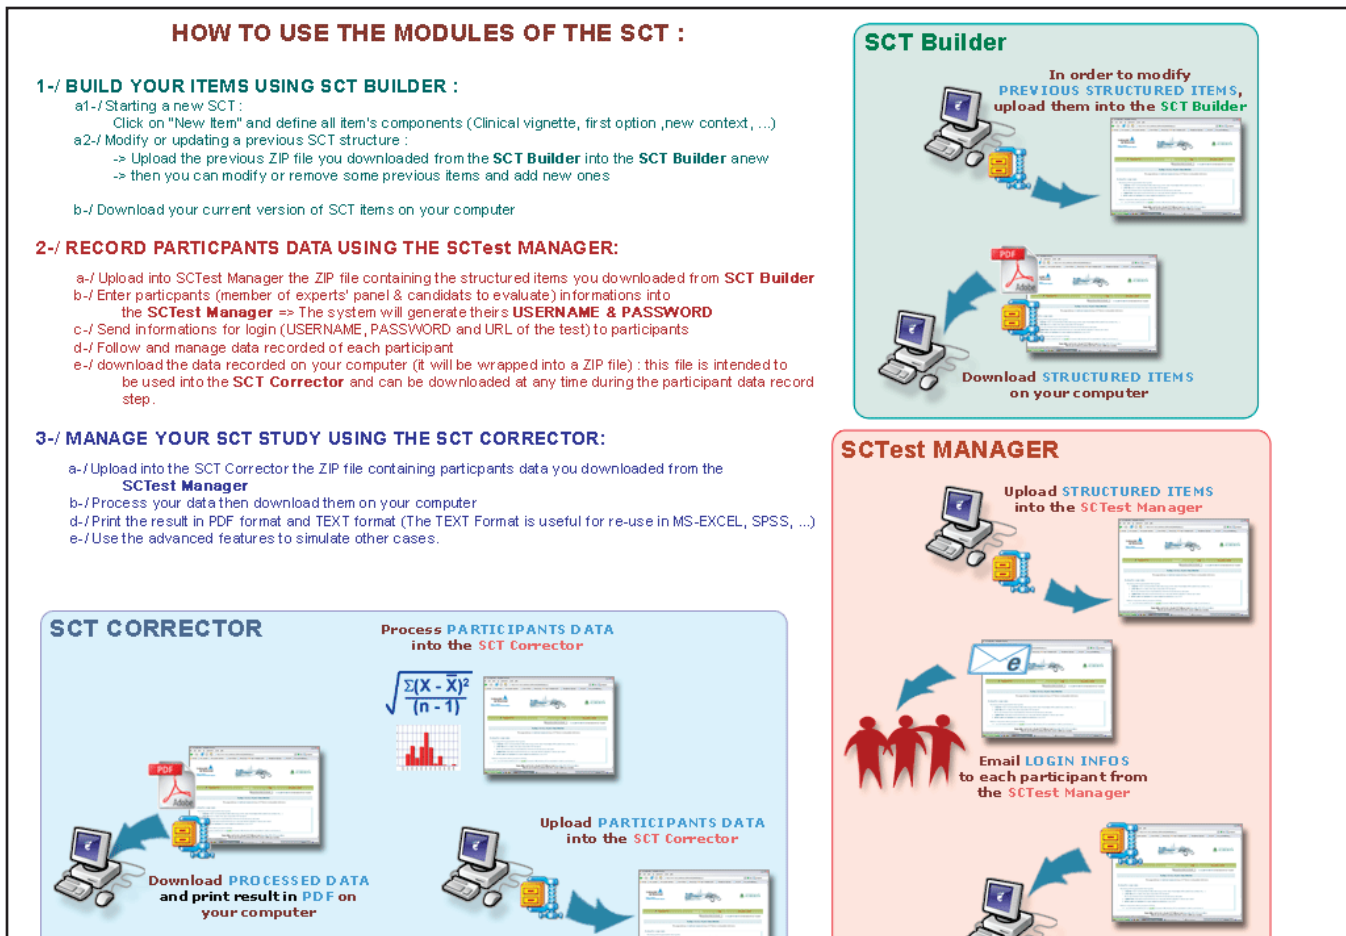 HOW TO USE THE MODULES OF THE SCT :
1-/ BUILD YOUR ITEMS USING SCT BUILDER :
a1-/ Starting a new SCT :
Click on "New Item" and define all item's components (Clinical vignette, first option ,new context, ...)
a2-/ Modify or updating a previous SCT structure :
-> Upload the previous ZIP file you downloaded from the SCT Builder into the SCT Builder anew
-> then you can modify or remove some previous items and add new ones
b-/ Download your current version of SCT items on your computer
2-/ RECORD PARTICPANTS DATA USING THE SCTest MANAGER:
a-/ Upload into SCTest Manager the ZIP file containing the structured items you downloaded from SCT Builder
b-/ Enter particpants (member of experts' panel & candidats to evaluate) informations into
the SCTest Manager => The system will generate theirs USERNAME & PASSWORD
c-/ Send informations for login (USERNAME, PASSWORD and URL of the test) to participants
d-/ Follow and manage data recorded of each participant
e-/ download the data recorded on your computer (it will be wrapped into a ZIP file) : this file is intended to
be used into the SCT Corrector and can be downloaded at any time during the participant data record
step.
3-/ MANAGE YOUR SCT STUDY USING THE SCT CORRECTOR:
a-/ Upload into the SCT Corrector the ZIP file containing particpants data you downloaded from the
SCTest Manager
b-/ Process your data then download them on your computer
d-/ Print the result in PDF format and TEXT format (The TEXT Format is useful for re-use in MS-EXCEL, SPSS, ...)
e-/ Use the advanced features to simulate other cases.
SCT Builder
In order to modify
PREVIOUS STRUCTURED ITEMS,
upload them into the SCT Builder
PDF
Adobe
Download STRUCTURED ITEMS
on your computer
SCTest MANAGER
Upload STRUCTURED ITEMS
into the SCTest Manager
Email LOGIN INFOS
to each participant from
the SCTest Manager
SCT CORRECTOR
Process PARTICIPANTS DATA
into the SCT Corrector
√Σ(X - X̅)²
(n - 1)
PDF
Adobe
Download PROCESSED DATA
and print result in PDF on
your computer
Upload PARTICIPANTS DATA
into the SCT Corrector